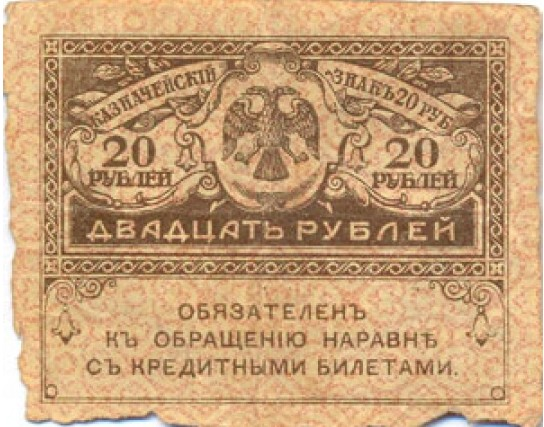 КАЗНАЧЕЙСКІЙ ЗНАКЪ 20 РУБ
20 20
РУБЛЕЙ РУБЛЕЙ
ДВАДЦАТЬ РУБЛЕЙ
ОБЯЗАТЕЛЕНЪ
КЪ ОБРАЩЕНІЮ НАРАВНѢ
СЪ КРЕДИТНЫМИ БИЛЕТАМИ.